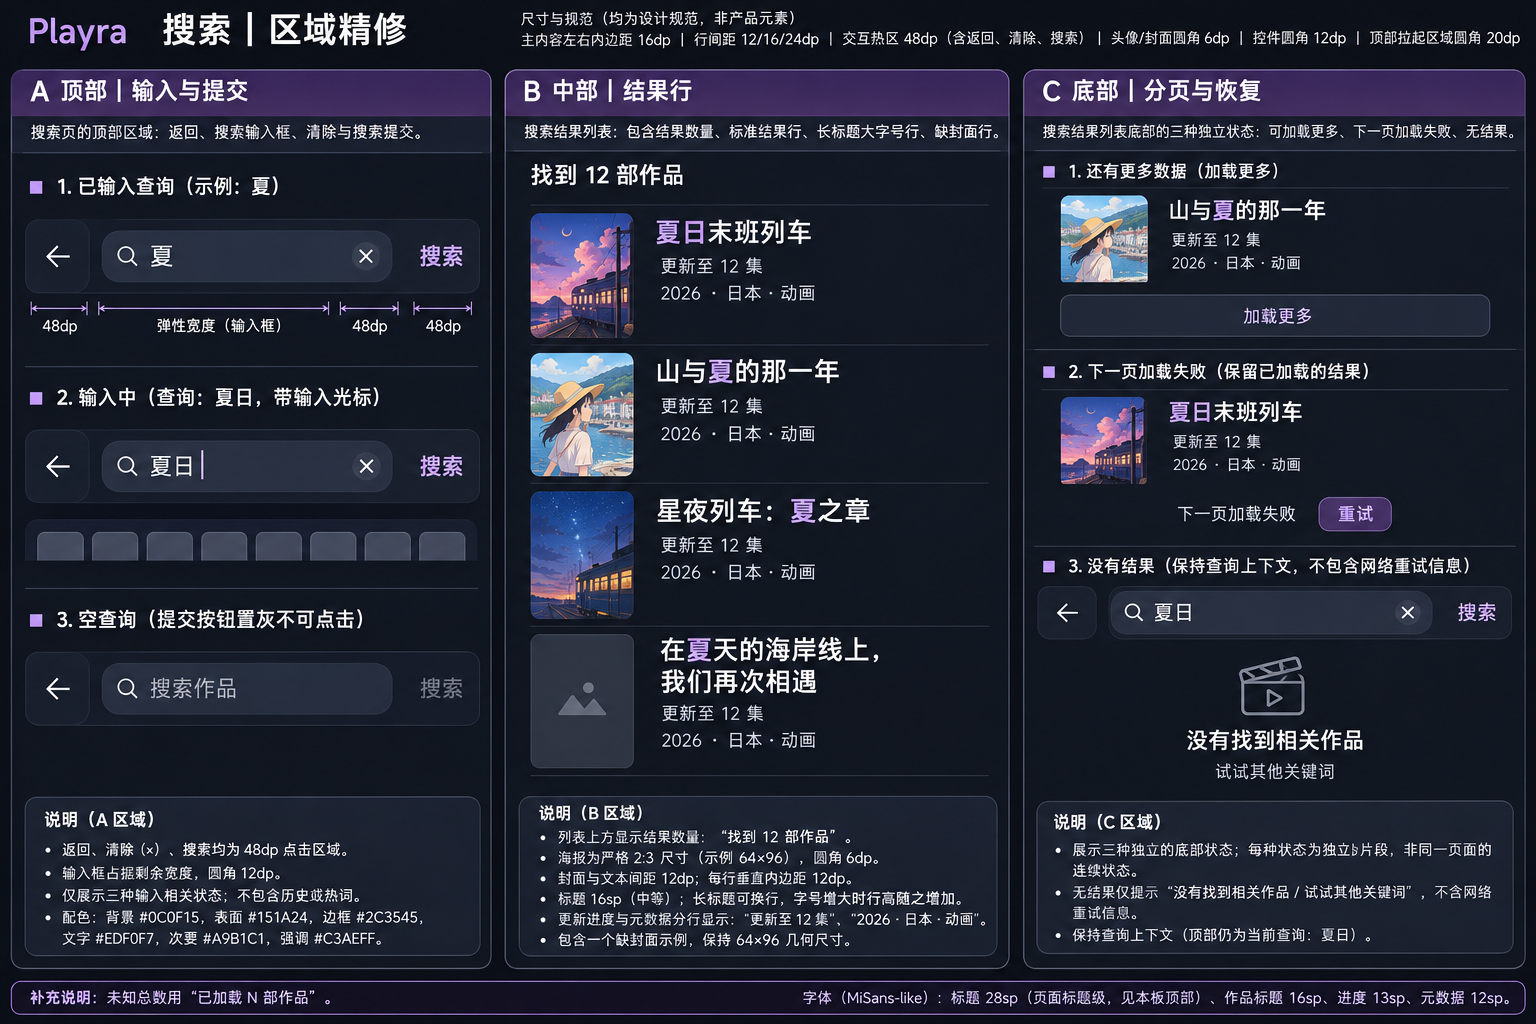 Playra 搜索｜区域精修
尺寸与规范（均为设计规范，非产品元素）
主内容左右内边距 16dp ｜ 行间距 12/16/24dp ｜ 交互热区 48dp（含返回、清除、搜索）｜ 头像/封面圆角 6dp ｜ 控件圆角 12dp ｜ 顶部拉起区域圆角 20dp
A 顶部｜输入与提交
搜索页的顶部区域：返回、搜索输入框、清除与搜索提交。
1. 已输入查询（示例：夏）
夏
搜索
48dp
弹性宽度（输入框）
48dp
48dp
2. 输入中（查询：夏日，带输入光标）
夏日
搜索
3. 空查询（提交按钮置灰不可点击）
搜索作品
搜索
说明（A 区域）
• 返回、清除（×）、搜索均为 48dp 点击区域。
• 输入框占据剩余宽度，圆角 12dp。
• 仅展示三种输入相关状态；不包含历史或热词。
• 配色：背景 #0C0F15，表面 #151A24，边框 #2C3545，
文字 #EDF0F7，次要 #A9B1C1，强调 #C3AEFF。
B 中部｜结果行
搜索结果列表：包含结果数量、标准结果行、长标题大字号行、缺封面行。
找到 12 部作品
夏日末班列车
更新至 12 集
2026 · 日本 · 动画
山与夏的那一年
更新至 12 集
2026 · 日本 · 动画
星夜列车：夏之章
更新至 12 集
2026 · 日本 · 动画
在夏天的海岸线上，
我们再次相遇
更新至 12 集
2026 · 日本 · 动画
说明（B 区域）
• 列表上方显示结果数量：“找到 12 部作品”。
• 海报为严格 2:3 尺寸（示例 64×96），圆角 6dp。
• 封面与文本间距 12dp；每行垂直内边距 12dp。
• 标题 16sp（中等）；长标题可换行，字号增大时行高随之增加。
• 更新进度与元数据分行显示：“更新至 12 集”、“2026 · 日本 · 动画”。
• 包含一个缺封面示例，保持 64×96 几何尺寸。
C 底部｜分页与恢复
搜索结果列表底部的三种独立状态：可加载更多、下一页加载失败、无结果。
1. 还有更多数据（加载更多）
山与夏的那一年
更新至 12 集
2026 · 日本 · 动画
加载更多
2. 下一页加载失败（保留已加载的结果）
夏日末班列车
更新至 12 集
2026 · 日本 · 动画
下一页加载失败
重试
3. 没有结果（保持查询上下文，不包含网络重试信息）
夏日
搜索
没有找到相关作品
试试其他关键词
说明（C 区域）
• 展示三种独立的底部状态；每种状态为独立片段，非同一页面的
连续状态。
• 无结果仅提示“没有找到相关作品 / 试试其他关键词”，不含网络
重试信息。
• 保持查询上下文（顶部仍为当前查询：夏日）。
补充说明：未知总数用“已加载 N 部作品”。
字体（MiSans-like）：标题 28sp（页面标题级，见本板顶部）、作品标题 16sp、进度 13sp、元数据 12sp。